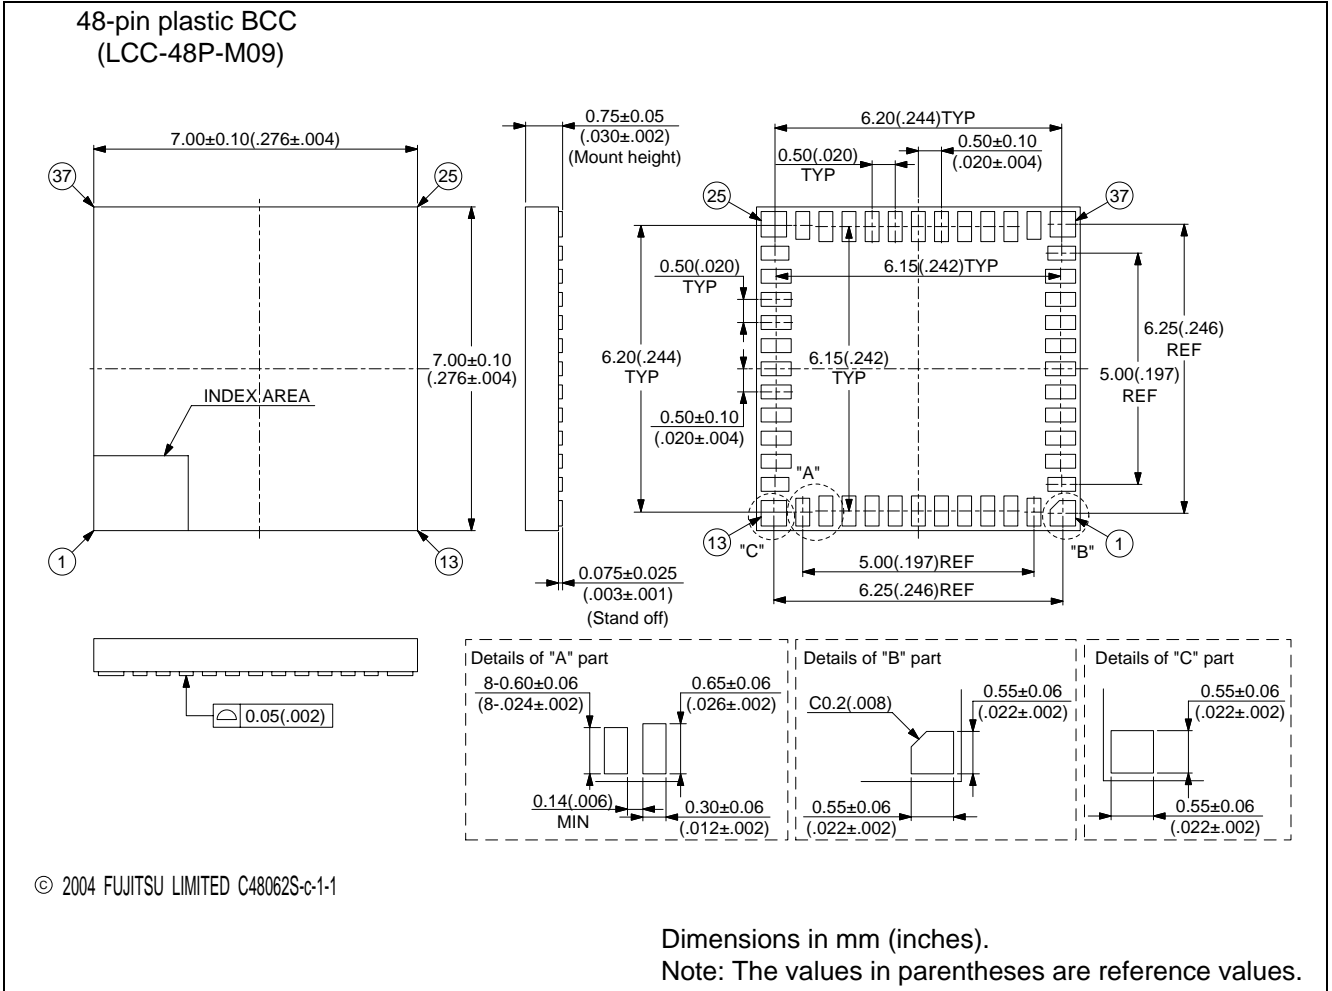 48-pin plastic BCC
(LCC-48P-M09)
7.00±0.10(.276±.004)
37
25
7.00±0.10
(.276±.004)
INDEX AREA
1
13
0.75±0.05
(.030±.002)
(Mount height)
0.075±0.025
(.003±.001)
(Stand off)
6.20(.244)TYP
0.50(.020)
TYP
0.50±0.10
(.020±.004)
25
37
6.15(.242)TYP
0.50(.020)
TYP
6.20(.244)
TYP
6.15(.242)
TYP
0.50±0.10
(.020±.004)
6.25(.246)
REF
5.00(.197)
REF
"A"
13
"C"
"B"
1
5.00(.197)REF
6.25(.246)REF
0.05(.002)
Details of "A" part
8-0.60±0.06
(8-.024±.002)
0.65±0.06
(.026±.002)
0.14(.006)
MIN
0.30±0.06
(.012±.002)
Details of "B" part
C0.2(.008)
0.55±0.06
(.022±.002)
0.55±0.06
(.022±.002)
Details of "C" part
0.55±0.06
(.022±.002)
0.55±0.06
(.022±.002)
© 2004 FUJITSU LIMITED C48062S-c-1-1
Dimensions in mm (inches).
Note: The values in parentheses are reference values.